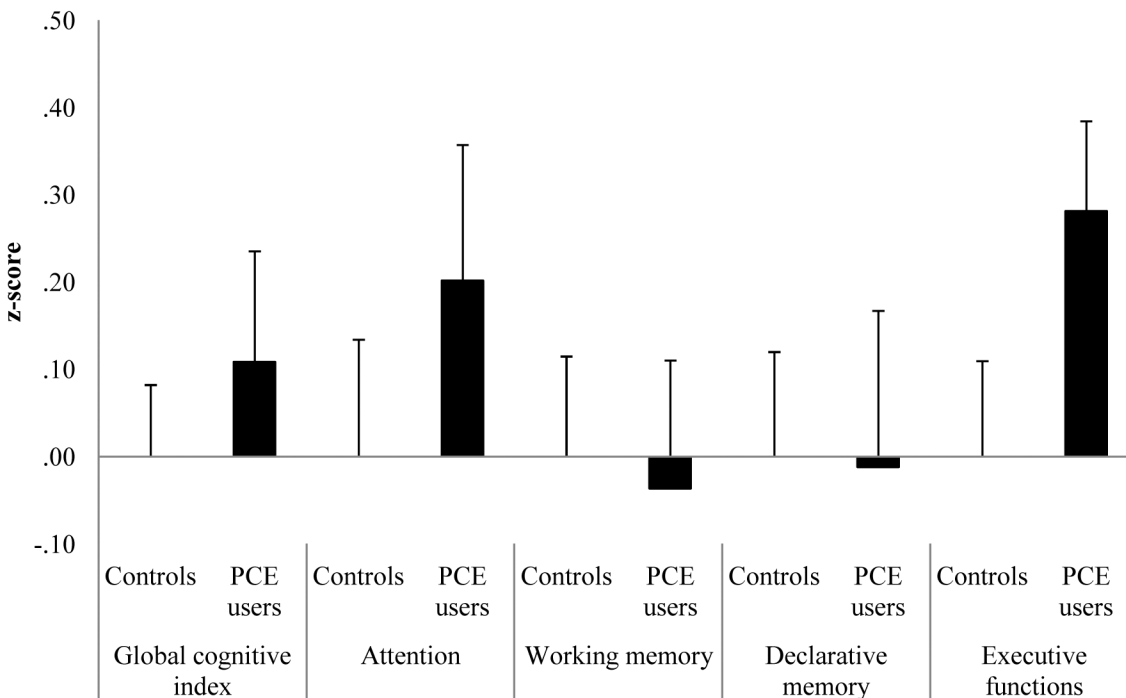 .50
.40
.30
.20
.10
.00
-.10
z-score
Controls PCE users Controls PCE users Controls PCE users Controls PCE users Controls PCE users
Global cognitive index Attention Working memory Declarative memory Executive functions